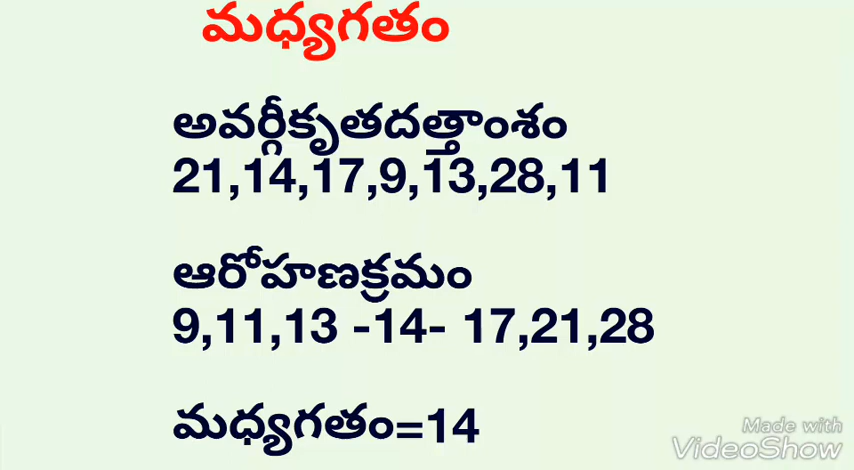 మధ్యగతం
అవర్గీకృతదత్తాంశం
21,14,17,9,13,28,11
ఆరోహణక్రమం
9,11,13 -14- 17,21,28
మధ్యగతం=14
Made with
VideoShow